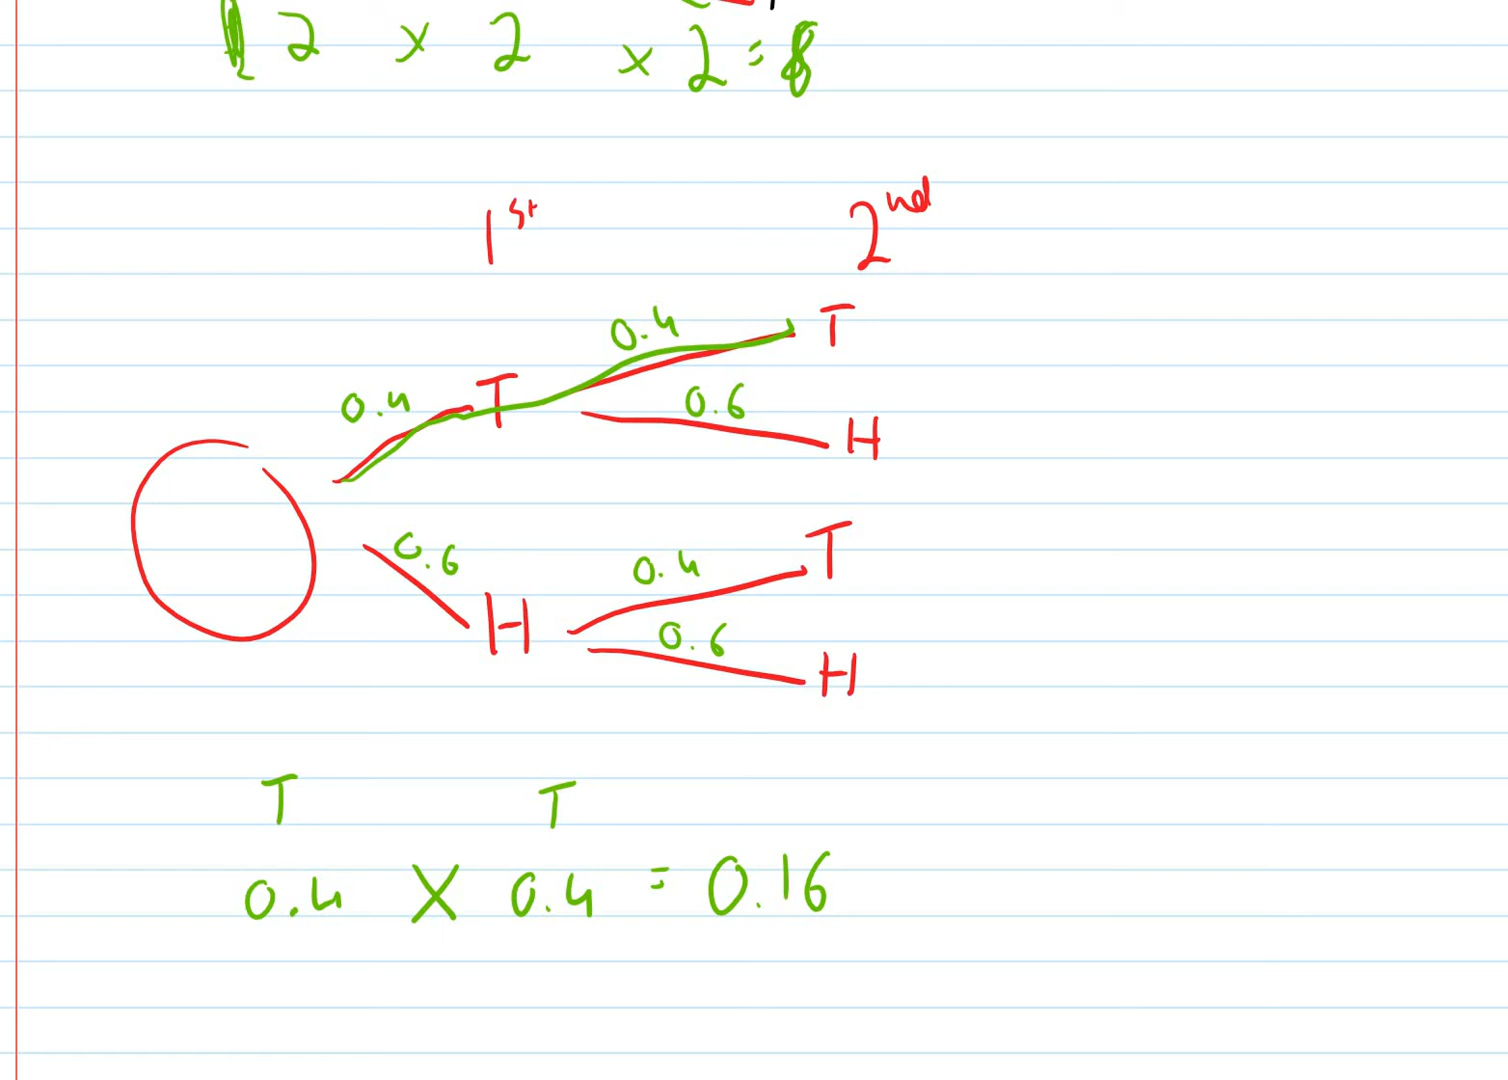 2 x 2 x 2 = 8
1st 2nd
0.4 T
0.4 T 0.6 H
0.6 0.4 T
H 0.6 H
T T
0.4 X 0.4 = 0.16